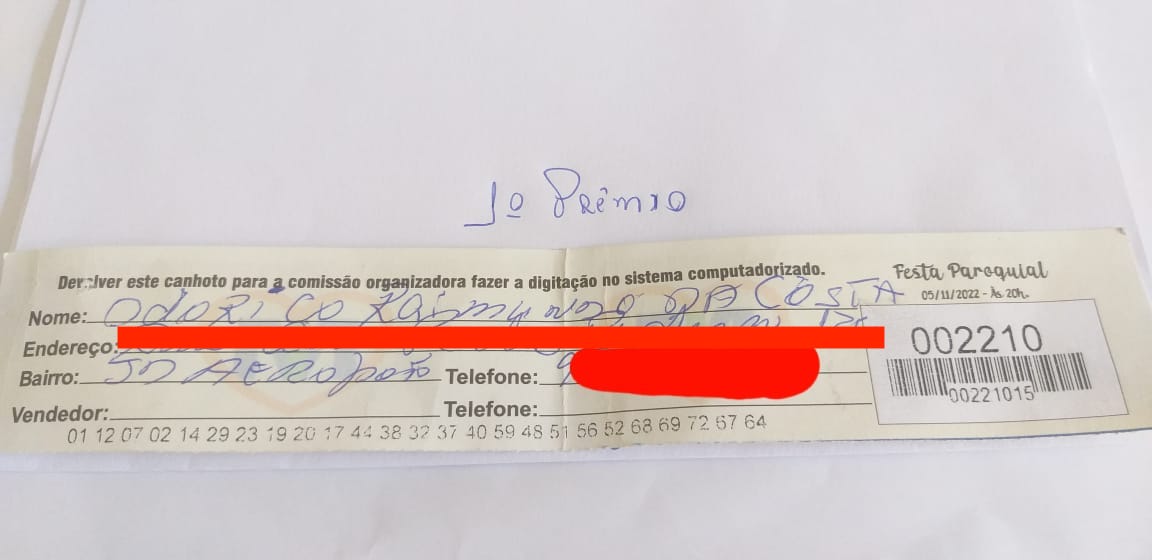 1º Prêmio
Devolver este canhoto para a comissão organizadora fazer a digitação no sistema computadorizado.
Festa Paroquial
05/11/2022 - Às 20h.
Nome: ODORICO RAIMUNDO DA COSTA
Endereço:
002210
Bairro: JD AEROPORTO Telefone: 9
00221015
Vendedor: Telefone:
01 12 07 02 14 29 23 19 20 17 44 38 32 37 40 59 48 51 56 52 68 69 72 67 64